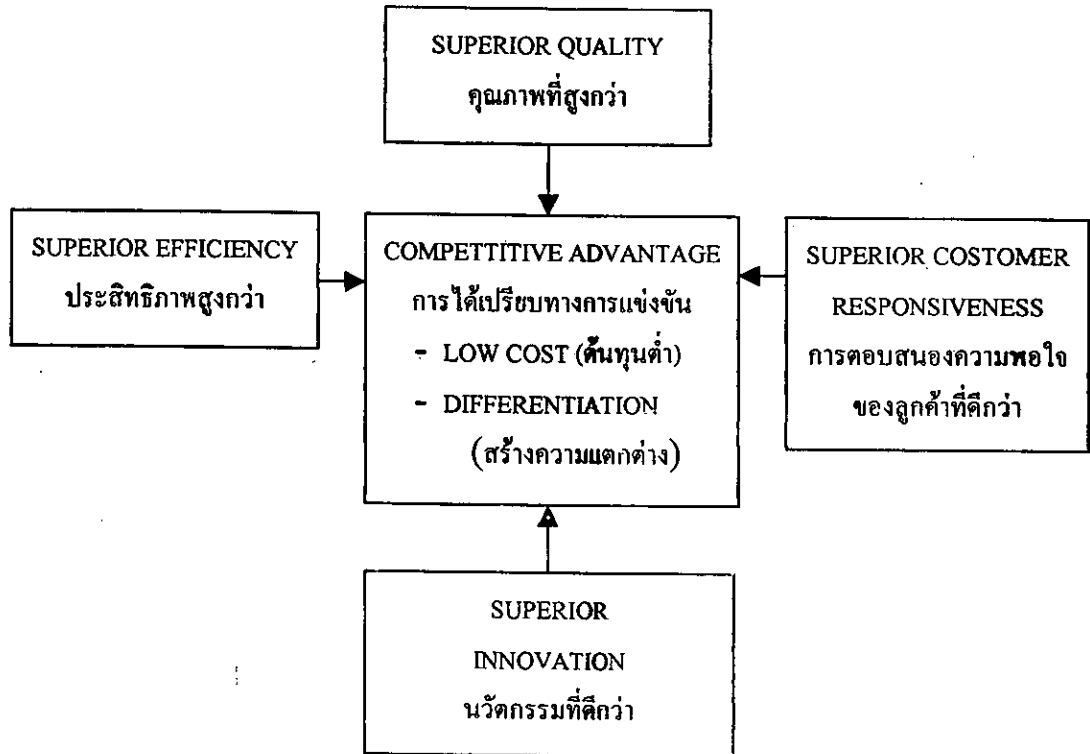 SUPERIOR QUALITY
คุณภาพที่สูงกว่า
SUPERIOR EFFICIENCY
ประสิทธิภาพสูงกว่า
COMPETTITIVE ADVANTAGE
การได้เปรียบทางการแข่งขัน
- LOW COST (ต้นทุนต่ำ)
- DIFFERENTIATION
(สร้างความแตกต่าง)
SUPERIOR COSTOMER
RESPONSIVENESS
การตอบสนองความพอใจ
ของลูกค้าที่ดีกว่า
SUPERIOR
INNOVATION
นวัตกรรมที่ดีกว่า